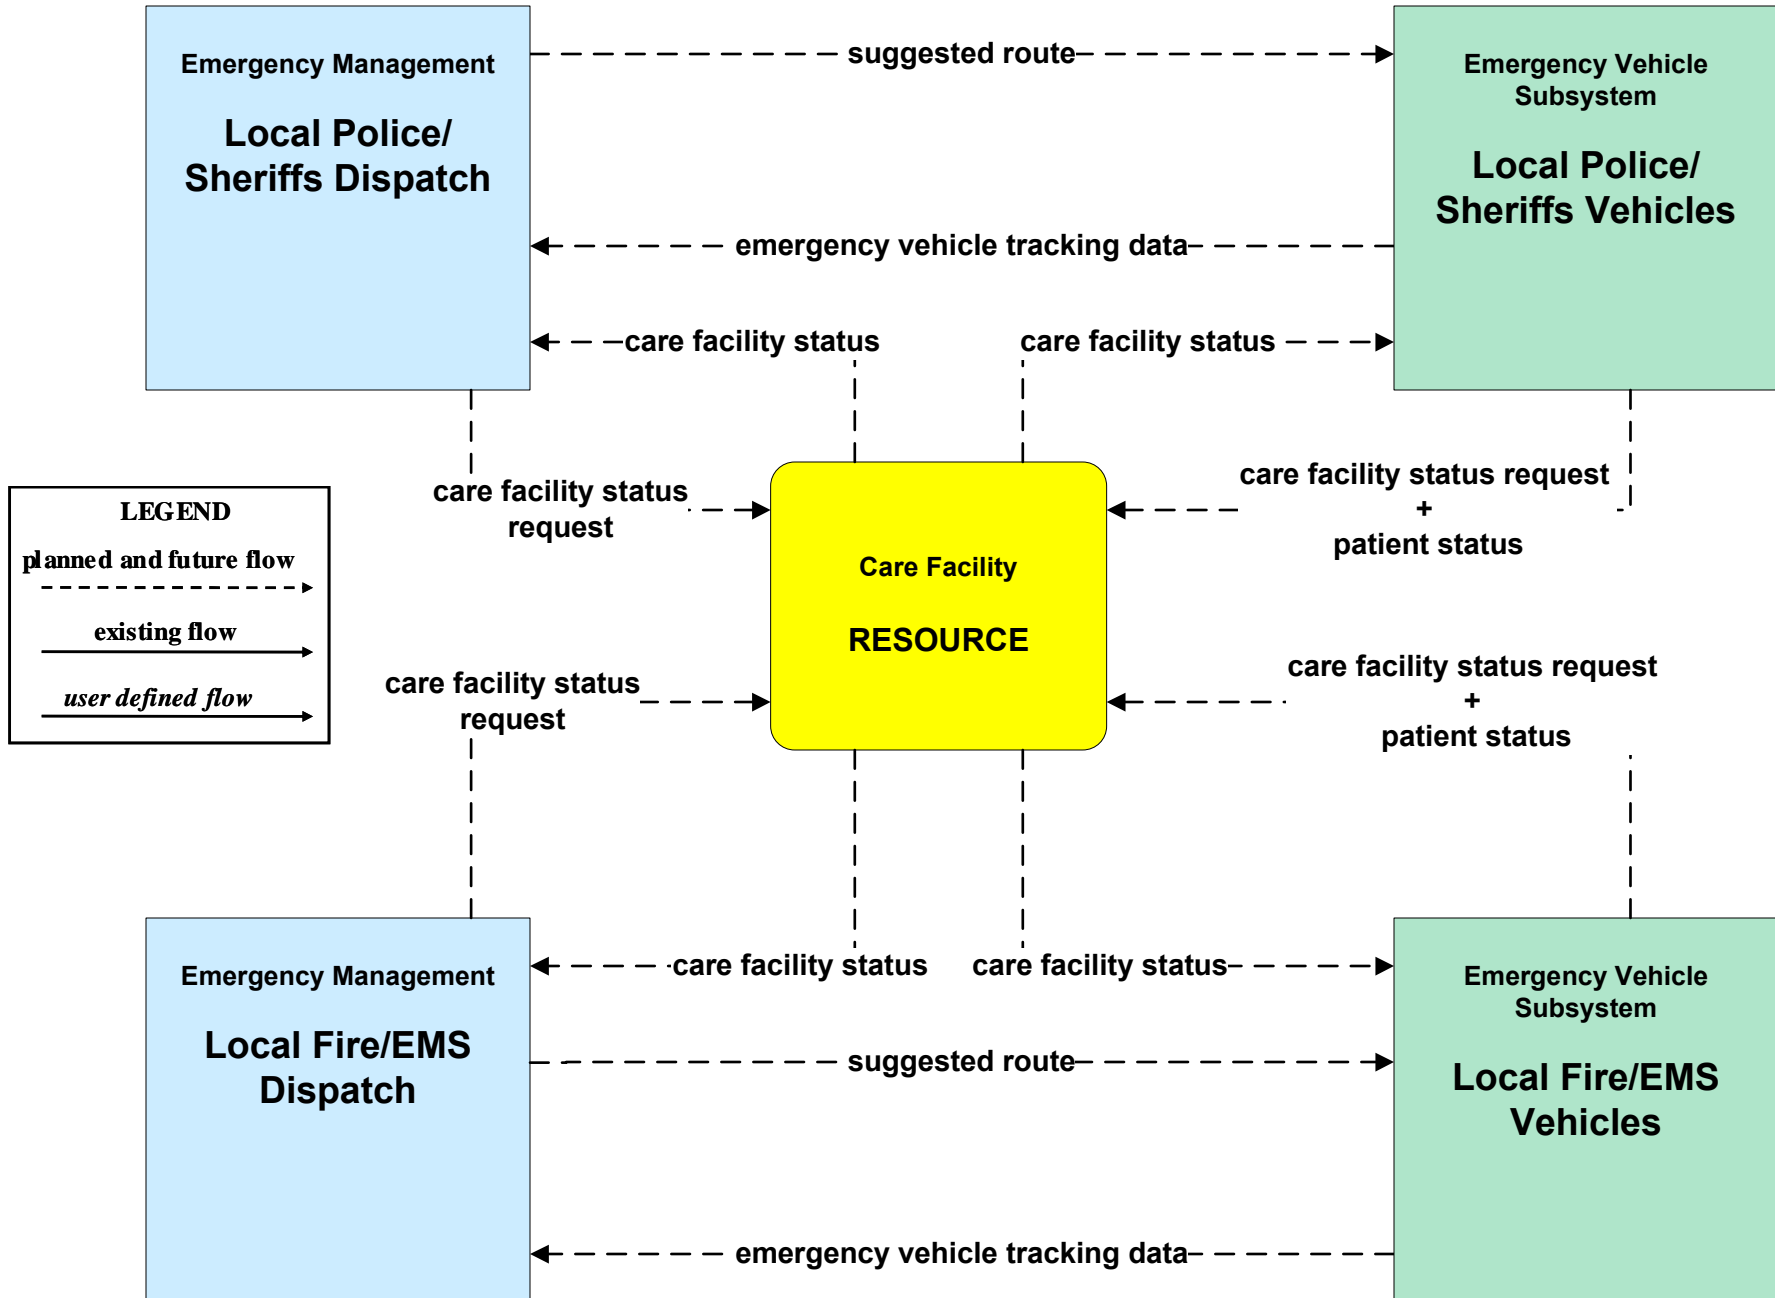 Emergency Management
Local Police/
Sheriffs Dispatch
suggested route
Emergency Vehicle
Subsystem
Local Police/
Sheriffs Vehicles
emergency vehicle tracking data
care facility status
care facility status
care facility status
request
care facility status request
+
patient status
LEGEND
planned and future flow
existing flow
user defined flow
Care Facility
RESOURCE
care facility status
request
care facility status request
+
patient status
Emergency Management
Local Fire/EMS
Dispatch
care facility status
care facility status
suggested route
Emergency Vehicle
Subsystem
Local Fire/EMS
Vehicles
emergency vehicle tracking data